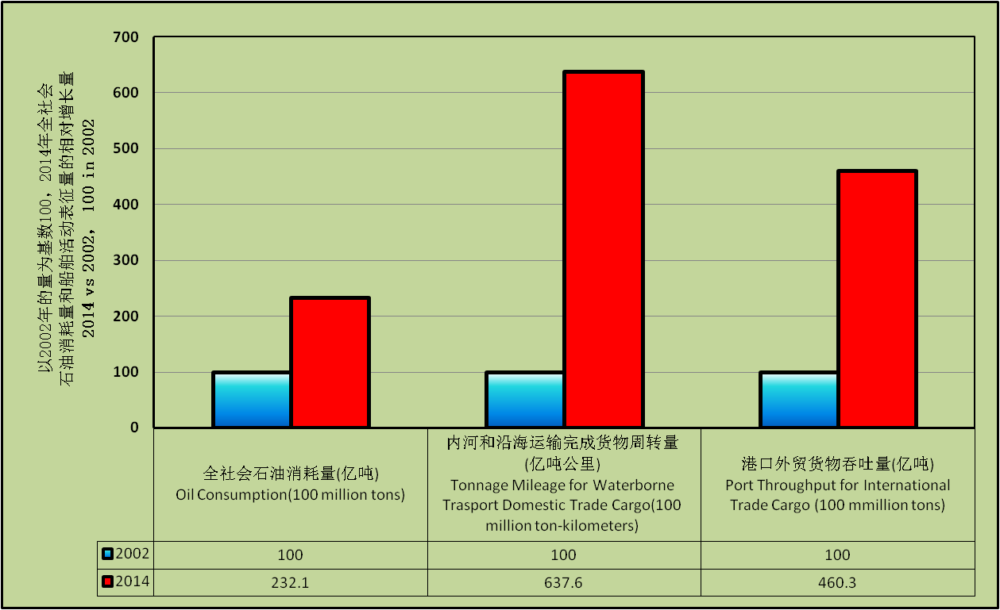 以2002年的量为基数100，2014年全社会
石油消耗量和船舶活动表征量的相对增长量
2014 vs 2002， 100 in 2002
700
600
500
400
300
200
100
0
全社会石油消耗量(亿吨)
Oil Consumption(100 million tons)
内河和沿海运输完成货物周转量
(亿吨公里)
Tonnage Mileage for Waterborne
Trasport Domestic Trade Cargo(100
million ton-kilometers)
港口外贸货物吞吐量(亿吨)
Port Throughput for International
Trade Cargo (100 mmillion tons)
2002 100 100 100
2014 232.1 637.6 460.3